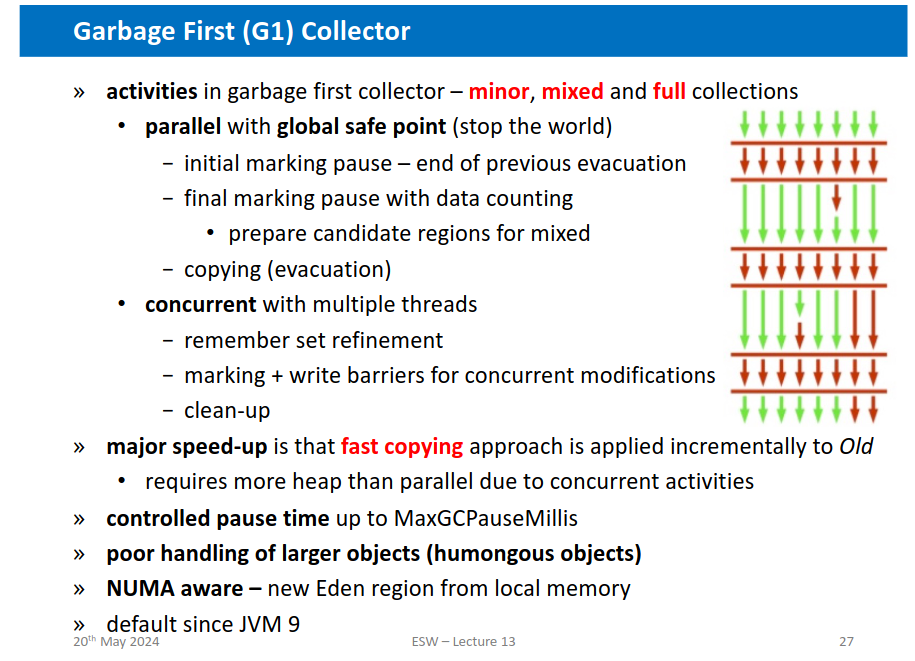 Garbage First (G1) Collector
» activities in garbage first collector – minor, mixed and full collections
• parallel with global safe point (stop the world)
− initial marking pause – end of previous evacuation
− final marking pause with data counting
• prepare candidate regions for mixed
− copying (evacuation)
• concurrent with multiple threads
− remember set refinement
− marking + write barriers for concurrent modifications
− clean-up
» major speed-up is that fast copying approach is applied incrementally to Old
• requires more heap than parallel due to concurrent activities
» controlled pause time up to MaxGCPauseMillis
» poor handling of larger objects (humongous objects)
» NUMA aware – new Eden region from local memory
» default since JVM 9
20th May 2024 ESW – Lecture 13 27